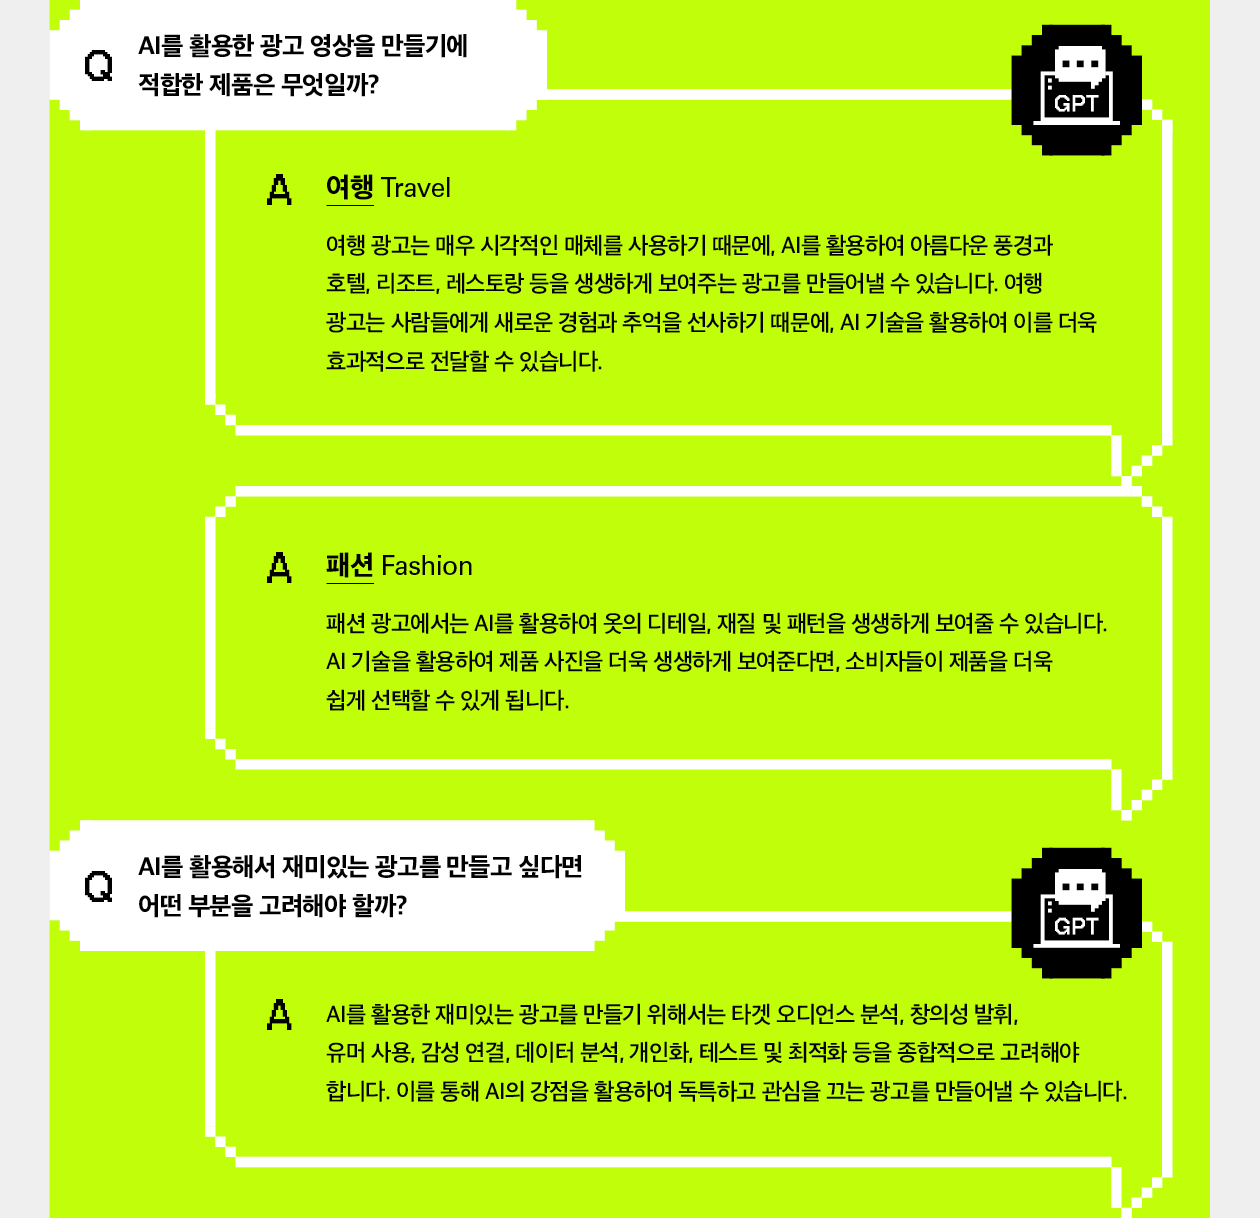 Q
AI를 활용한 광고 영상을 만들기에
적합한 제품은 무엇일까?
GPT
A
여행 Travel
여행 광고는 매우 시각적인 매체를 사용하기 때문에, AI를 활용하여 아름다운 풍경과
호텔, 리조트, 레스토랑 등을 생생하게 보여주는 광고를 만들어낼 수 있습니다. 여행
광고는 사람들에게 새로운 경험과 추억을 선사하기 때문에, AI 기술을 활용하여 이를 더욱
효과적으로 전달할 수 있습니다.
A
패션 Fashion
패션 광고에서는 AI를 활용하여 옷의 디테일, 재질 및 패턴을 생생하게 보여줄 수 있습니다.
AI 기술을 활용하여 제품 사진을 더욱 생생하게 보여준다면, 소비자들이 제품을 더욱
쉽게 선택할 수 있게 됩니다.
Q
AI를 활용해서 재미있는 광고를 만들고 싶다면
어떤 부분을 고려해야 할까?
GPT
A
AI를 활용한 재미있는 광고를 만들기 위해서는 타겟 오디언스 분석, 창의성 발휘,
유머 사용, 감성 연결, 데이터 분석, 개인화, 테스트 및 최적화 등을 종합적으로 고려해야
합니다. 이를 통해 AI의 강점을 활용하여 독특하고 관심을 끄는 광고를 만들어낼 수 있습니다.